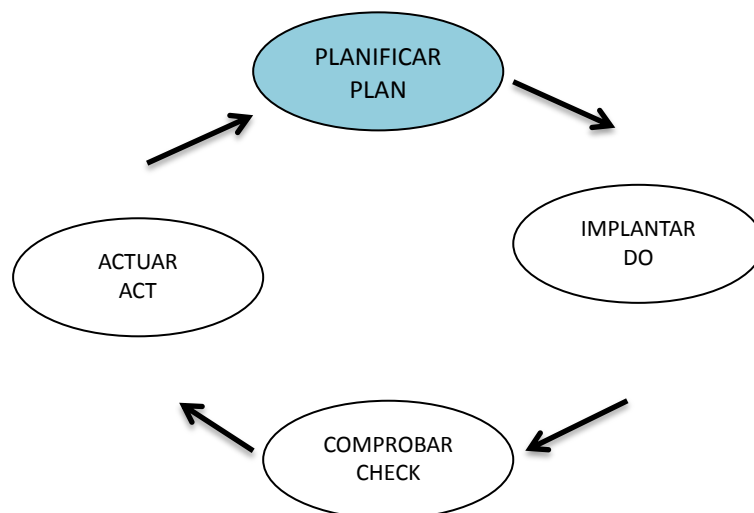 PLANIFICAR
PLAN
IMPLANTAR
DO
ACTUAR
ACT
COMPROBAR
CHECK